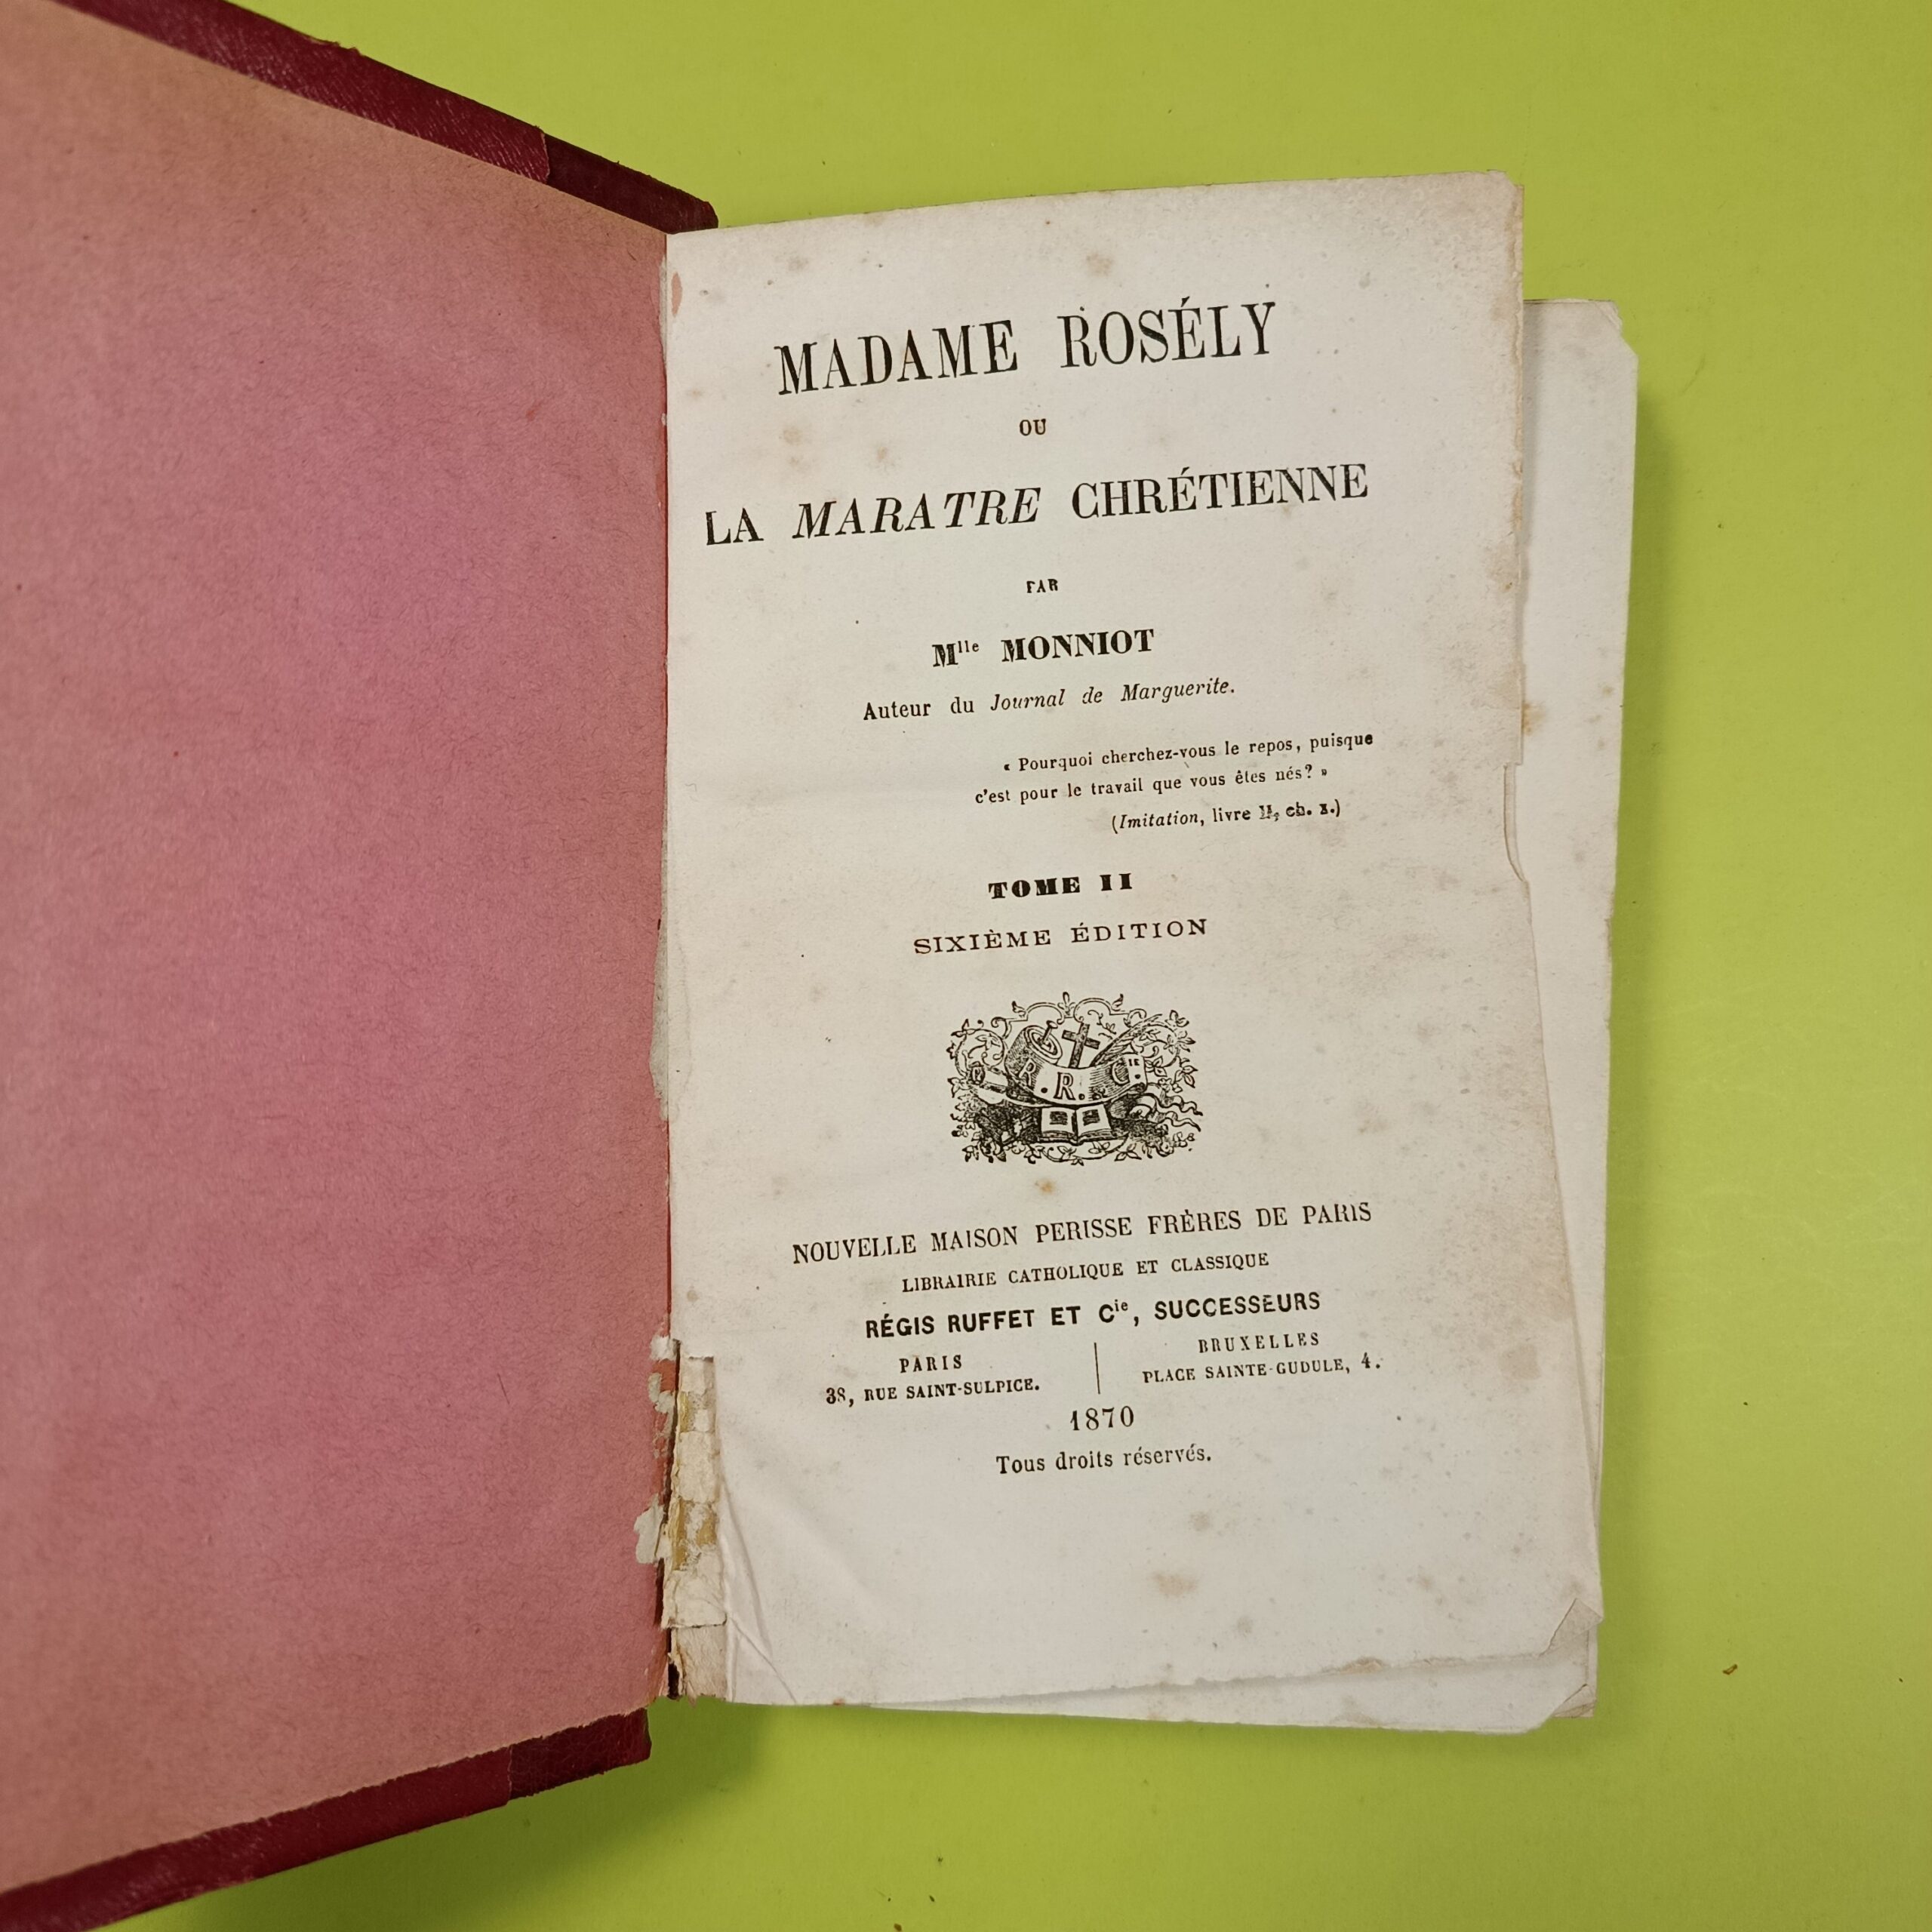 MADAME ROSÉLY
OU
LA MARATRE CHRÉTIENNE
PAR
Mlle MONNIOT
Auteur du Journal de Marguerite.
« Pourquoi cherchez-vous le repos, puisque
c'est pour le travail que vous êtes nés? »
(Imitation, livre II, ch. x.)
TOME II
SIXIÈME ÉDITION
R. R. & Cie.
NOUVELLE MAISON PERISSE FRÈRES DE PARIS
LIBRAIRIE CATHOLIQUE ET CLASSIQUE
RÉGIS RUFFET ET Cie, SUCCESSEURS
PARIS
38, RUE SAINT-SULPICE.
BRUXELLES
PLACE SAINTE-GUDULE, 4.
1870
Tous droits réservés.